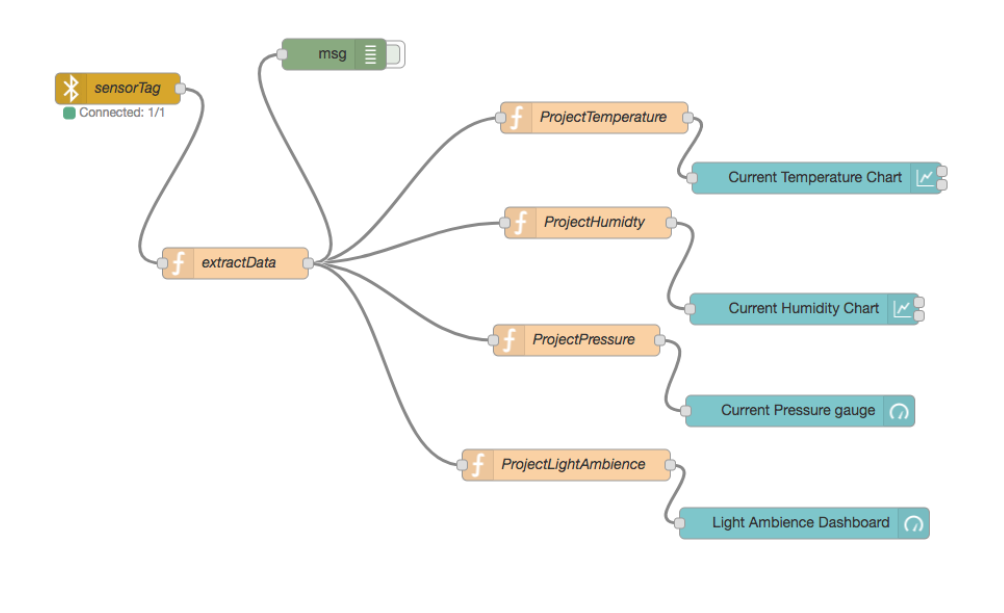 msg
sensorTag
Connected: 1/1
ProjectTemperature
Current Temperature Chart
ProjectHumidty
extractData
Current Humidity Chart
ProjectPressure
Current Pressure gauge
ProjectLightAmbience
Light Ambience Dashboard